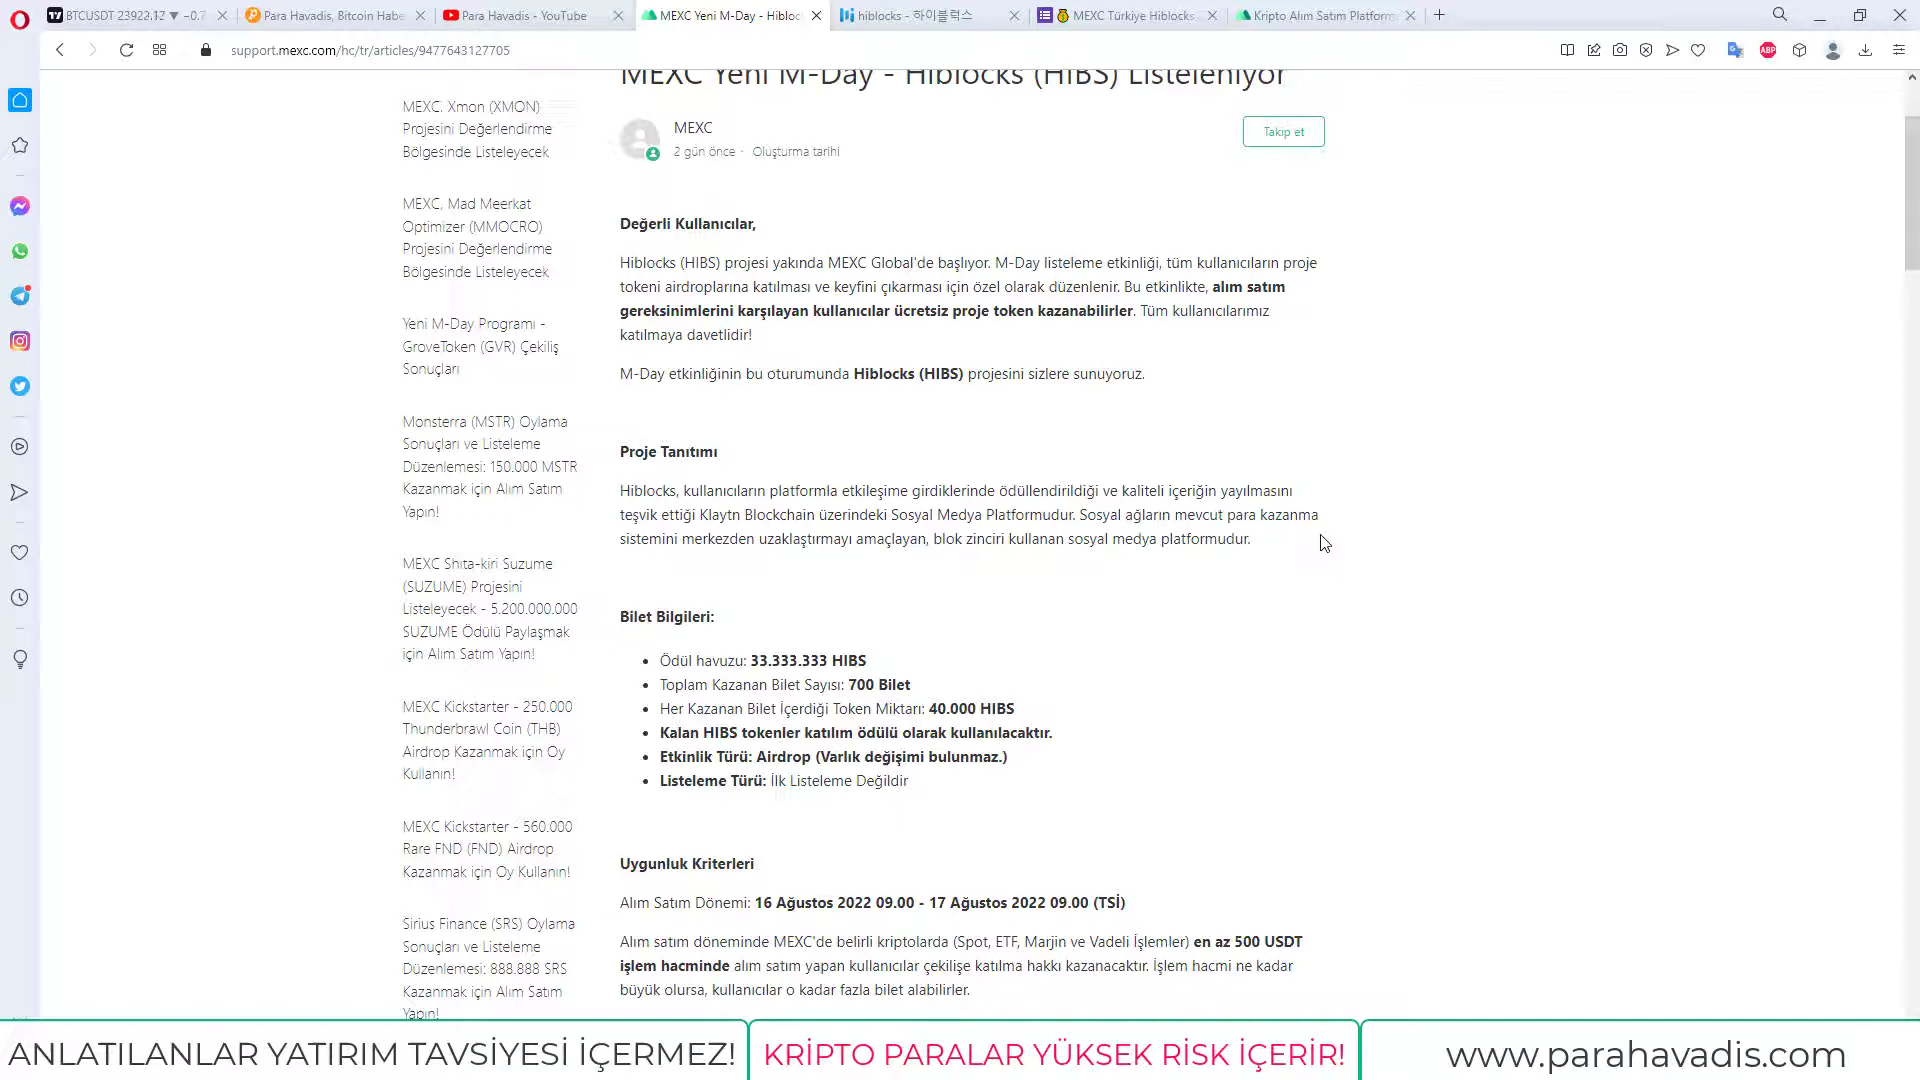 BTCUSDT 23922.12 ▼ −0.7
Para Havadis, Bitcoin Habe
Para Havadis - YouTube
MEXC Yeni M-Day - Hibloc
hiblocks - 하이블럭스
MEXC Türkiye Hiblocks
Kripto Alım Satım Platform
support.mexc.com/hc/tr/articles/9477643127705
ABP
MEXC Yeni M-Day - Hiblocks (HIBS) Listeleniyor
MEXC
2 gün önce · Oluşturma tarihi
Takip et
MEXC, Xmon (XMON)
Projesini Değerlendirme
Bölgesinde Listeleyecek
MEXC, Mad Meerkat
Optimizer (MMOCRO)
Projesini Değerlendirme
Bölgesinde Listeleyecek
Yeni M-Day Programı -
GroveToken (GVR) Çekiliş
Sonuçları
Monsterra (MSTR) Oylama
Sonuçları ve Listeleme
Düzenlemesi: 150.000 MSTR
Kazanmak için Alım Satım
Yapın!
MEXC Shita-kiri Suzume
(SUZUME) Projesini
Listeleyecek - 5.200.000.000
SUZUME Ödülü Paylaşmak
için Alım Satım Yapın!
MEXC Kickstarter - 250.000
Thunderbrawl Coin (THB)
Airdrop Kazanmak için Oy
Kullanın!
MEXC Kickstarter - 560.000
Rare FND (FND) Airdrop
Kazanmak için Oy Kullanın!
Sirius Finance (SRS) Oylama
Sonuçları ve Listeleme
Düzenlemesi: 888.888 SRS
Kazanmak için Alım Satım
Yapın!
Değerli Kullanıcılar,
Hiblocks (HIBS) projesi yakında MEXC Global'de başlıyor. M-Day listeleme etkinliği, tüm kullanıcıların proje
tokeni airdroplarına katılması ve keyfini çıkarması için özel olarak düzenlenir. Bu etkinlikte, alım satım
gereksinimlerini karşılayan kullanıcılar ücretsiz proje token kazanabilirler. Tüm kullanıcılarımız
katılmaya davetlidir!
M-Day etkinliğinin bu oturumunda Hiblocks (HIBS) projesini sizlere sunuyoruz.
Proje Tanıtımı
Hiblocks, kullanıcıların platformla etkileşime girdiklerinde ödüllendirildiği ve kaliteli içeriğin yayılmasını
teşvik ettiği Klaytn Blockchain üzerindeki Sosyal Medya Platformudur. Sosyal ağların mevcut para kazanma
sistemini merkezden uzaklaştırmayı amaçlayan, blok zinciri kullanan sosyal medya platformudur.
Bilet Bilgileri:
• Ödül havuzu: 33.333.333 HIBS
• Toplam Kazanan Bilet Sayısı: 700 Bilet
• Her Kazanan Bilet İçerdiği Token Miktarı: 40.000 HIBS
• Kalan HIBS tokenler katılım ödülü olarak kullanılacaktır.
• Etkinlik Türü: Airdrop (Varlık değişimi bulunmaz.)
• Listeleme Türü: İlk Listeleme Değildir
Uygunluk Kriterleri
Alım Satım Dönemi: 16 Ağustos 2022 09.00 - 17 Ağustos 2022 09.00 (TSİ)
Alım satım döneminde MEXC'de belirli kriptolarda (Spot, ETF, Marjin ve Vadeli İşlemler) en az 500 USDT
işlem hacminde alım satım yapan kullanıcılar çekilişe katılma hakkı kazanacaktır. İşlem hacmi ne kadar
büyük olursa, kullanıcılar o kadar fazla bilet alabilirler.
ANLATILANLAR YATIRIM TAVSİYESİ İÇERMEZ!
KRİPTO PARALAR YÜKSEK RİSK İÇERİR!
www.parahavadis.com